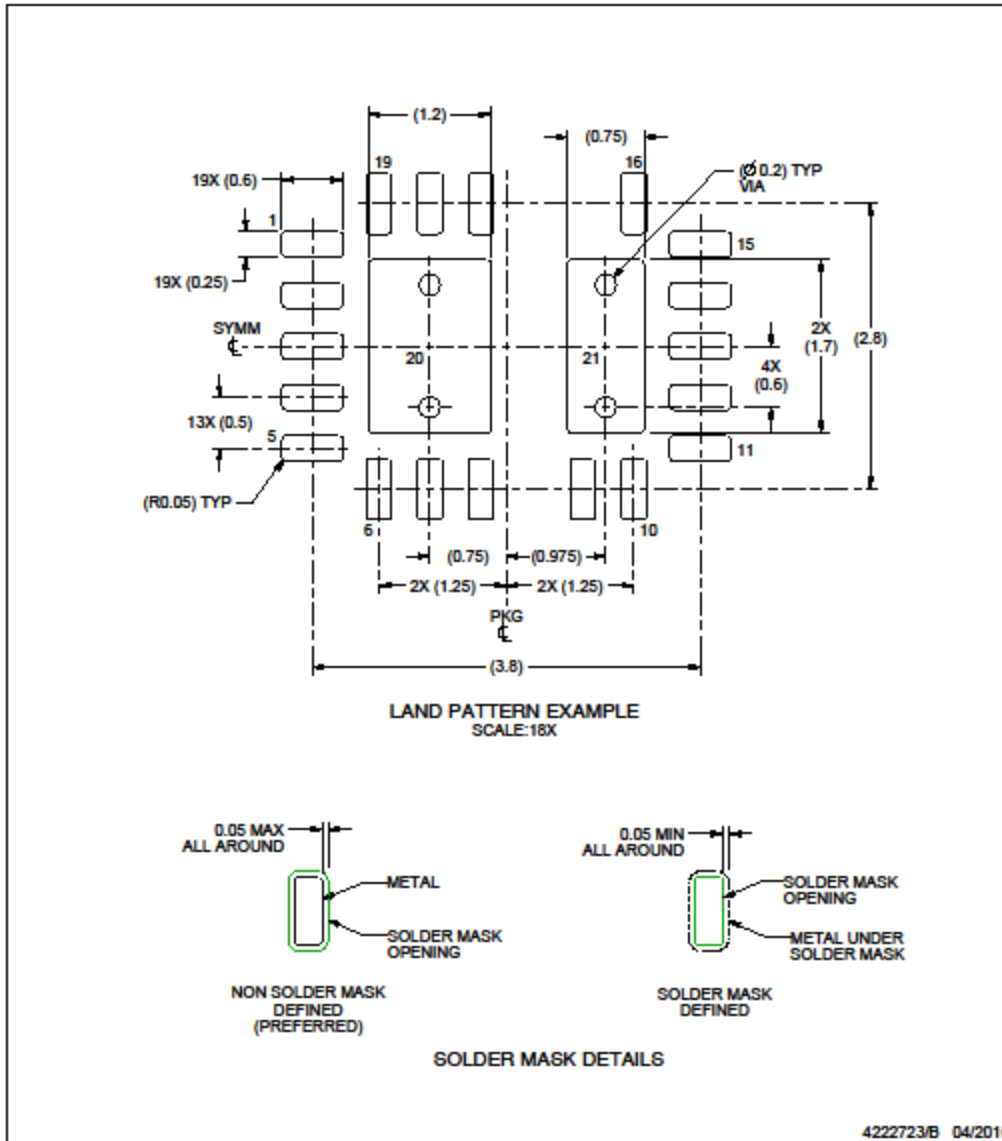 (1.2)
(0.75)
19
16
(Ø 0.2) TYP
VIA
19X (0.6)
1
15
19X (0.25)
SYMM
℄
20
21
2X
(1.7)
(2.8)
4X
(0.6)
13X (0.5)
5
11
(R0.05) TYP
6
10
(0.75)
(0.975)
2X (1.25)
2X (1.25)
PKG
℄
(3.8)
LAND PATTERN EXAMPLE
SCALE:18X
0.05 MAX
ALL AROUND
METAL
SOLDER MASK
OPENING
NON SOLDER MASK
DEFINED
(PREFERRED)
0.05 MIN
ALL AROUND
SOLDER MASK
OPENING
METAL UNDER
SOLDER MASK
SOLDER MASK
DEFINED
SOLDER MASK DETAILS
4222723/B 04/201